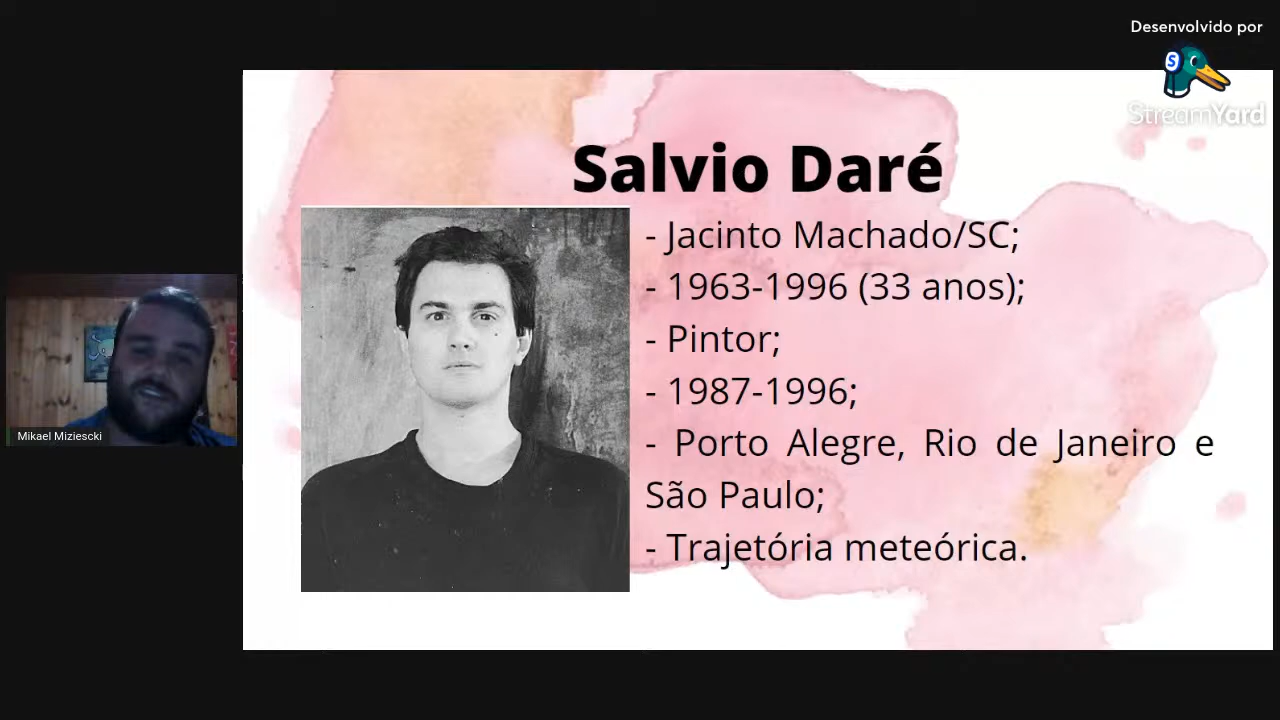 Desenvolvido por
StreamYard
Salvio Daré
- Jacinto Machado/SC;
- 1963-1996 (33 anos);
- Pintor;
- 1987-1996;
- Porto Alegre, Rio de Janeiro e
São Paulo;
- Trajetória meteórica.
Mikael Miziescki